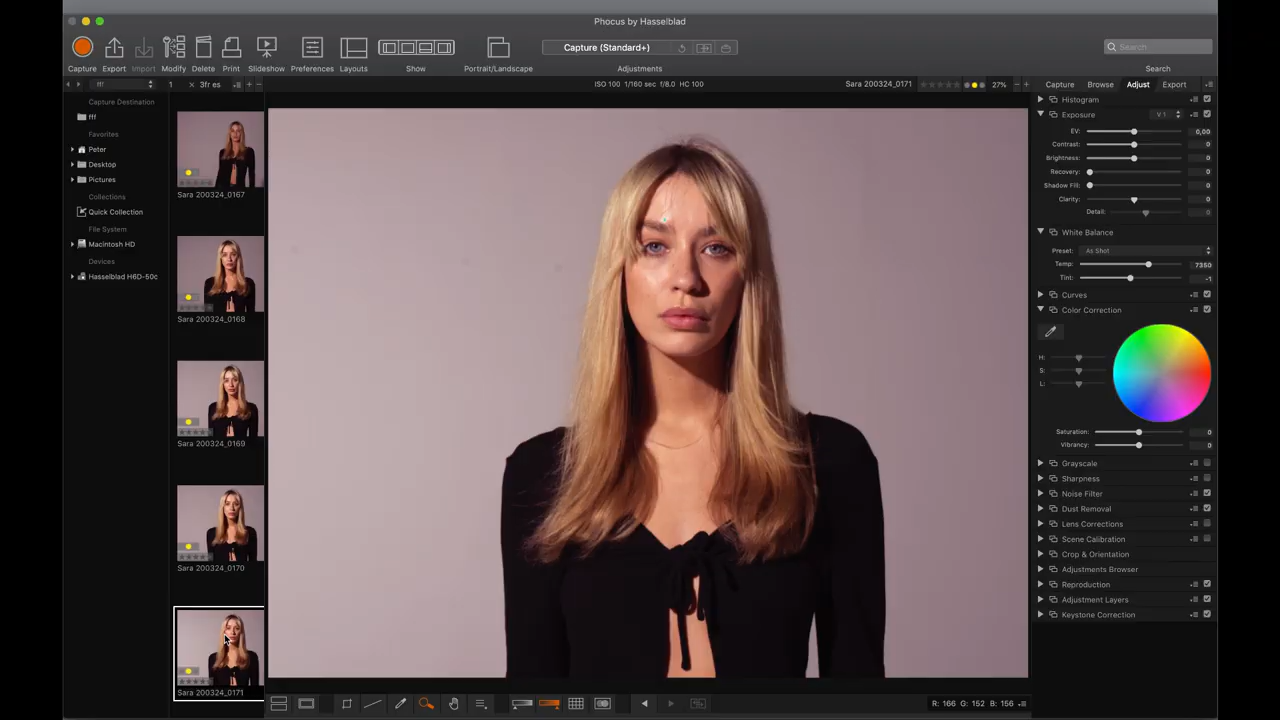 Phocus by Hasselblad
Capture Export Import Modify Delete Print Slideshow Preferences Layouts Show Portrait/Landscape Capture (Standard+) Adjustments Search Search
fff 1 × 3fr es
ISO 100 1/160 sec f/8.0 HC 100
Sara 200324_0171
27%
Capture Browse Adjust Export
Capture Destination
fff
Favorites
Peter
Desktop
Pictures
Collections
Quick Collection
File System
Macintosh HD
Devices
Hasselblad H6D-50c
Sara 200324_0167
Sara 200324_0168
Sara 200324_0169
Sara 200324_0170
Sara 200324_0171
Histogram
Exposure V 1
EV: 0,00
Contrast: 0
Brightness: 0
Recovery: 0
Shadow Fill: 0
Clarity: 0
Detail: 0
White Balance
Preset: As Shot
Temp: 7350
Tint: -1
Curves
Color Correction
H:
S:
L:
Saturation: 0
Vibrancy: 0
Grayscale
Sharpness
Noise Filter
Dust Removal
Lens Corrections
Scene Calibration
Crop & Orientation
Adjustments Browser
Reproduction
Adjustment Layers
Keystone Correction
R: 166 G: 152 B: 156